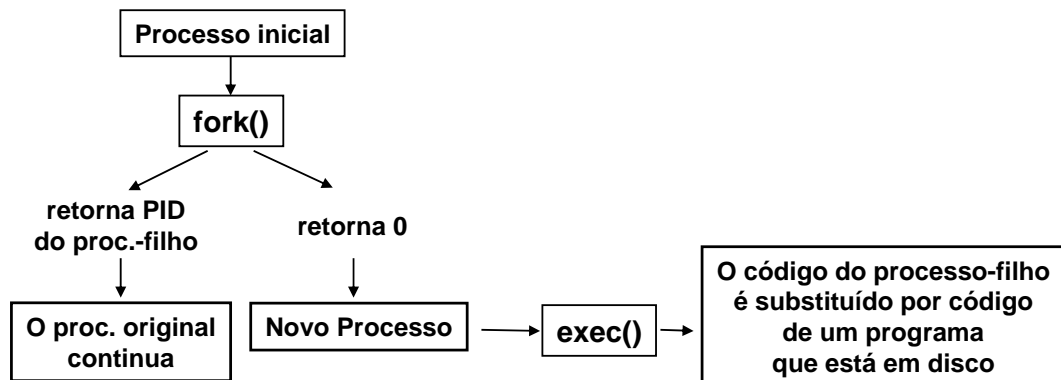 Processo inicial
fork()
retorna PID
do proc.-filho
retorna 0
O proc. original
continua
Novo Processo
exec()
O código do processo-filho
é substituído por código
de um programa
que está em disco